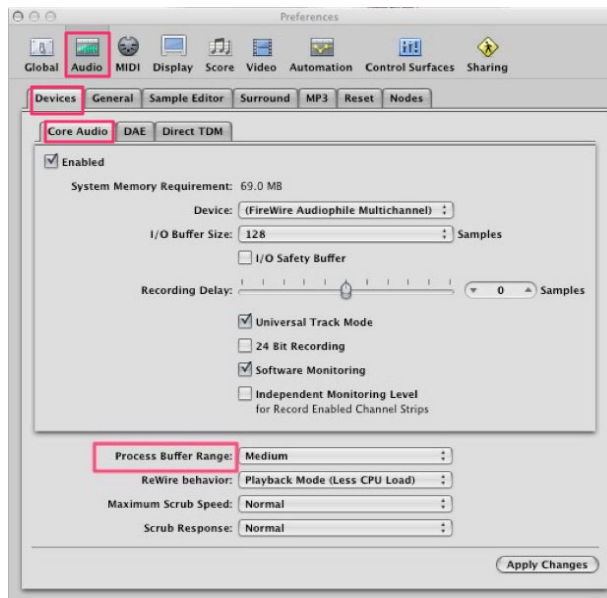 Preferences
Global Audio MIDI Display Score Video Automation Control Surfaces Sharing
Devices General Sample Editor Surround MP3 Reset Nodes
Core Audio DAE Direct TDM
Enabled
System Memory Requirement: 69.0 MB
Device: (FireWire Audiophile Multichannel)
I/O Buffer Size: 128 Samples
I/O Safety Buffer
Recording Delay: 0 Samples
Universal Track Mode
24 Bit Recording
Software Monitoring
Independent Monitoring Level
for Record Enabled Channel Strips
Process Buffer Range: Medium
ReWire behavior: Playback Mode (Less CPU Load)
Maximum Scrub Speed: Normal
Scrub Response: Normal
Apply Changes